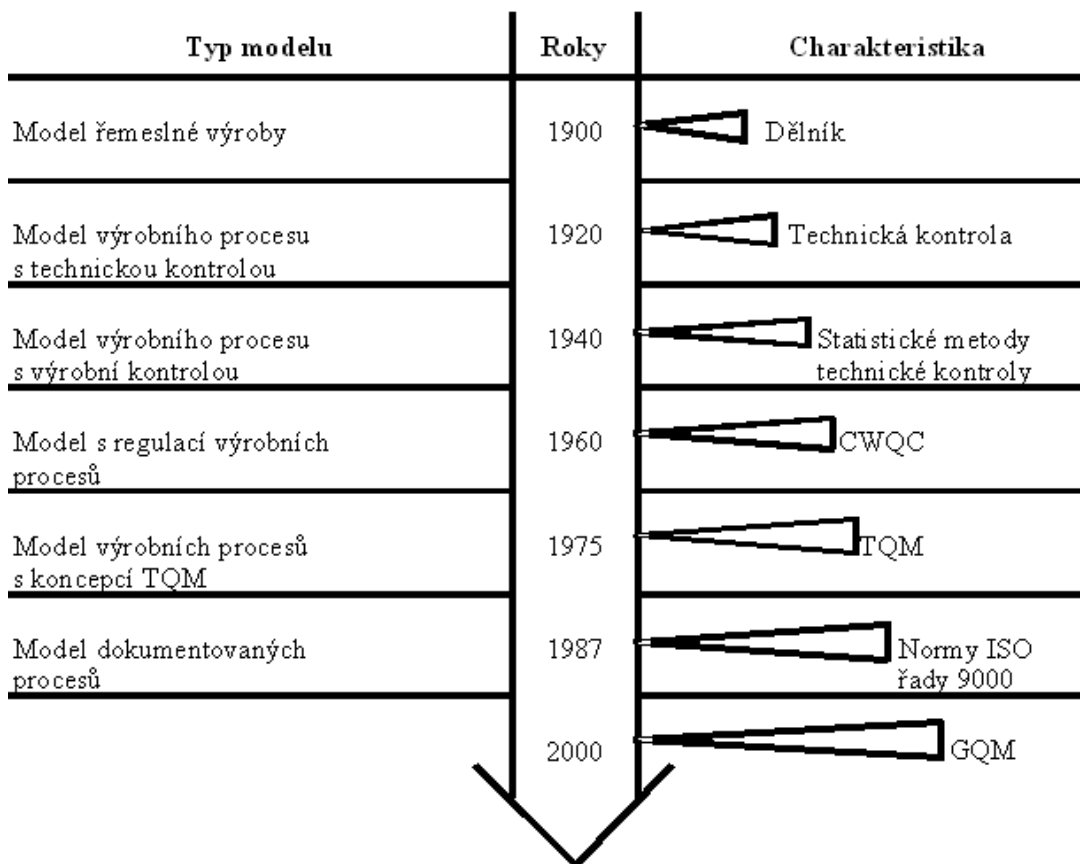 Typ modelu Roky Charakteristika
Model řemeslné výroby 1900 Dělník
Model výrobního procesu 1920 Technická kontrola
s technickou kontrolou
Model výrobního procesu 1940 Statistické metody
s výrobní kontrolou technické kontroly
Model s regulací výrobních 1960 CWQC
procesů
Model výrobních procesů 1975 TQM
s koncepcí TQM
Model dokumentovaných 1987 Normy ISO
procesů řady 9000
2000 GQM